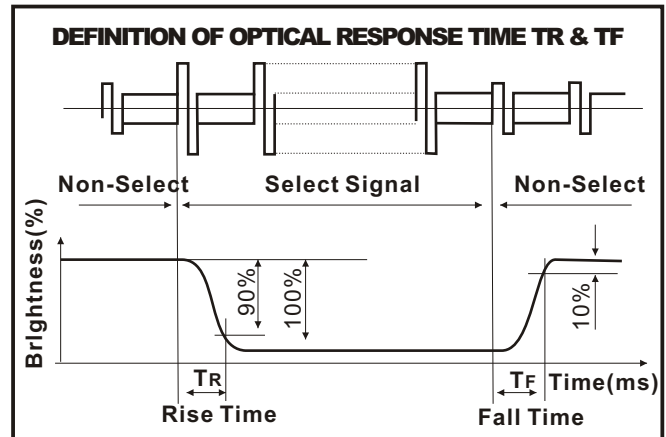 DEFINITION OF OPTICAL RESPONSE TIME TR & TF
Non-Select Select Signal Non-Select
BrIghtness(%)
90%
100%
10%
TR
TF Time(ms)
Rise Time
Fall Time